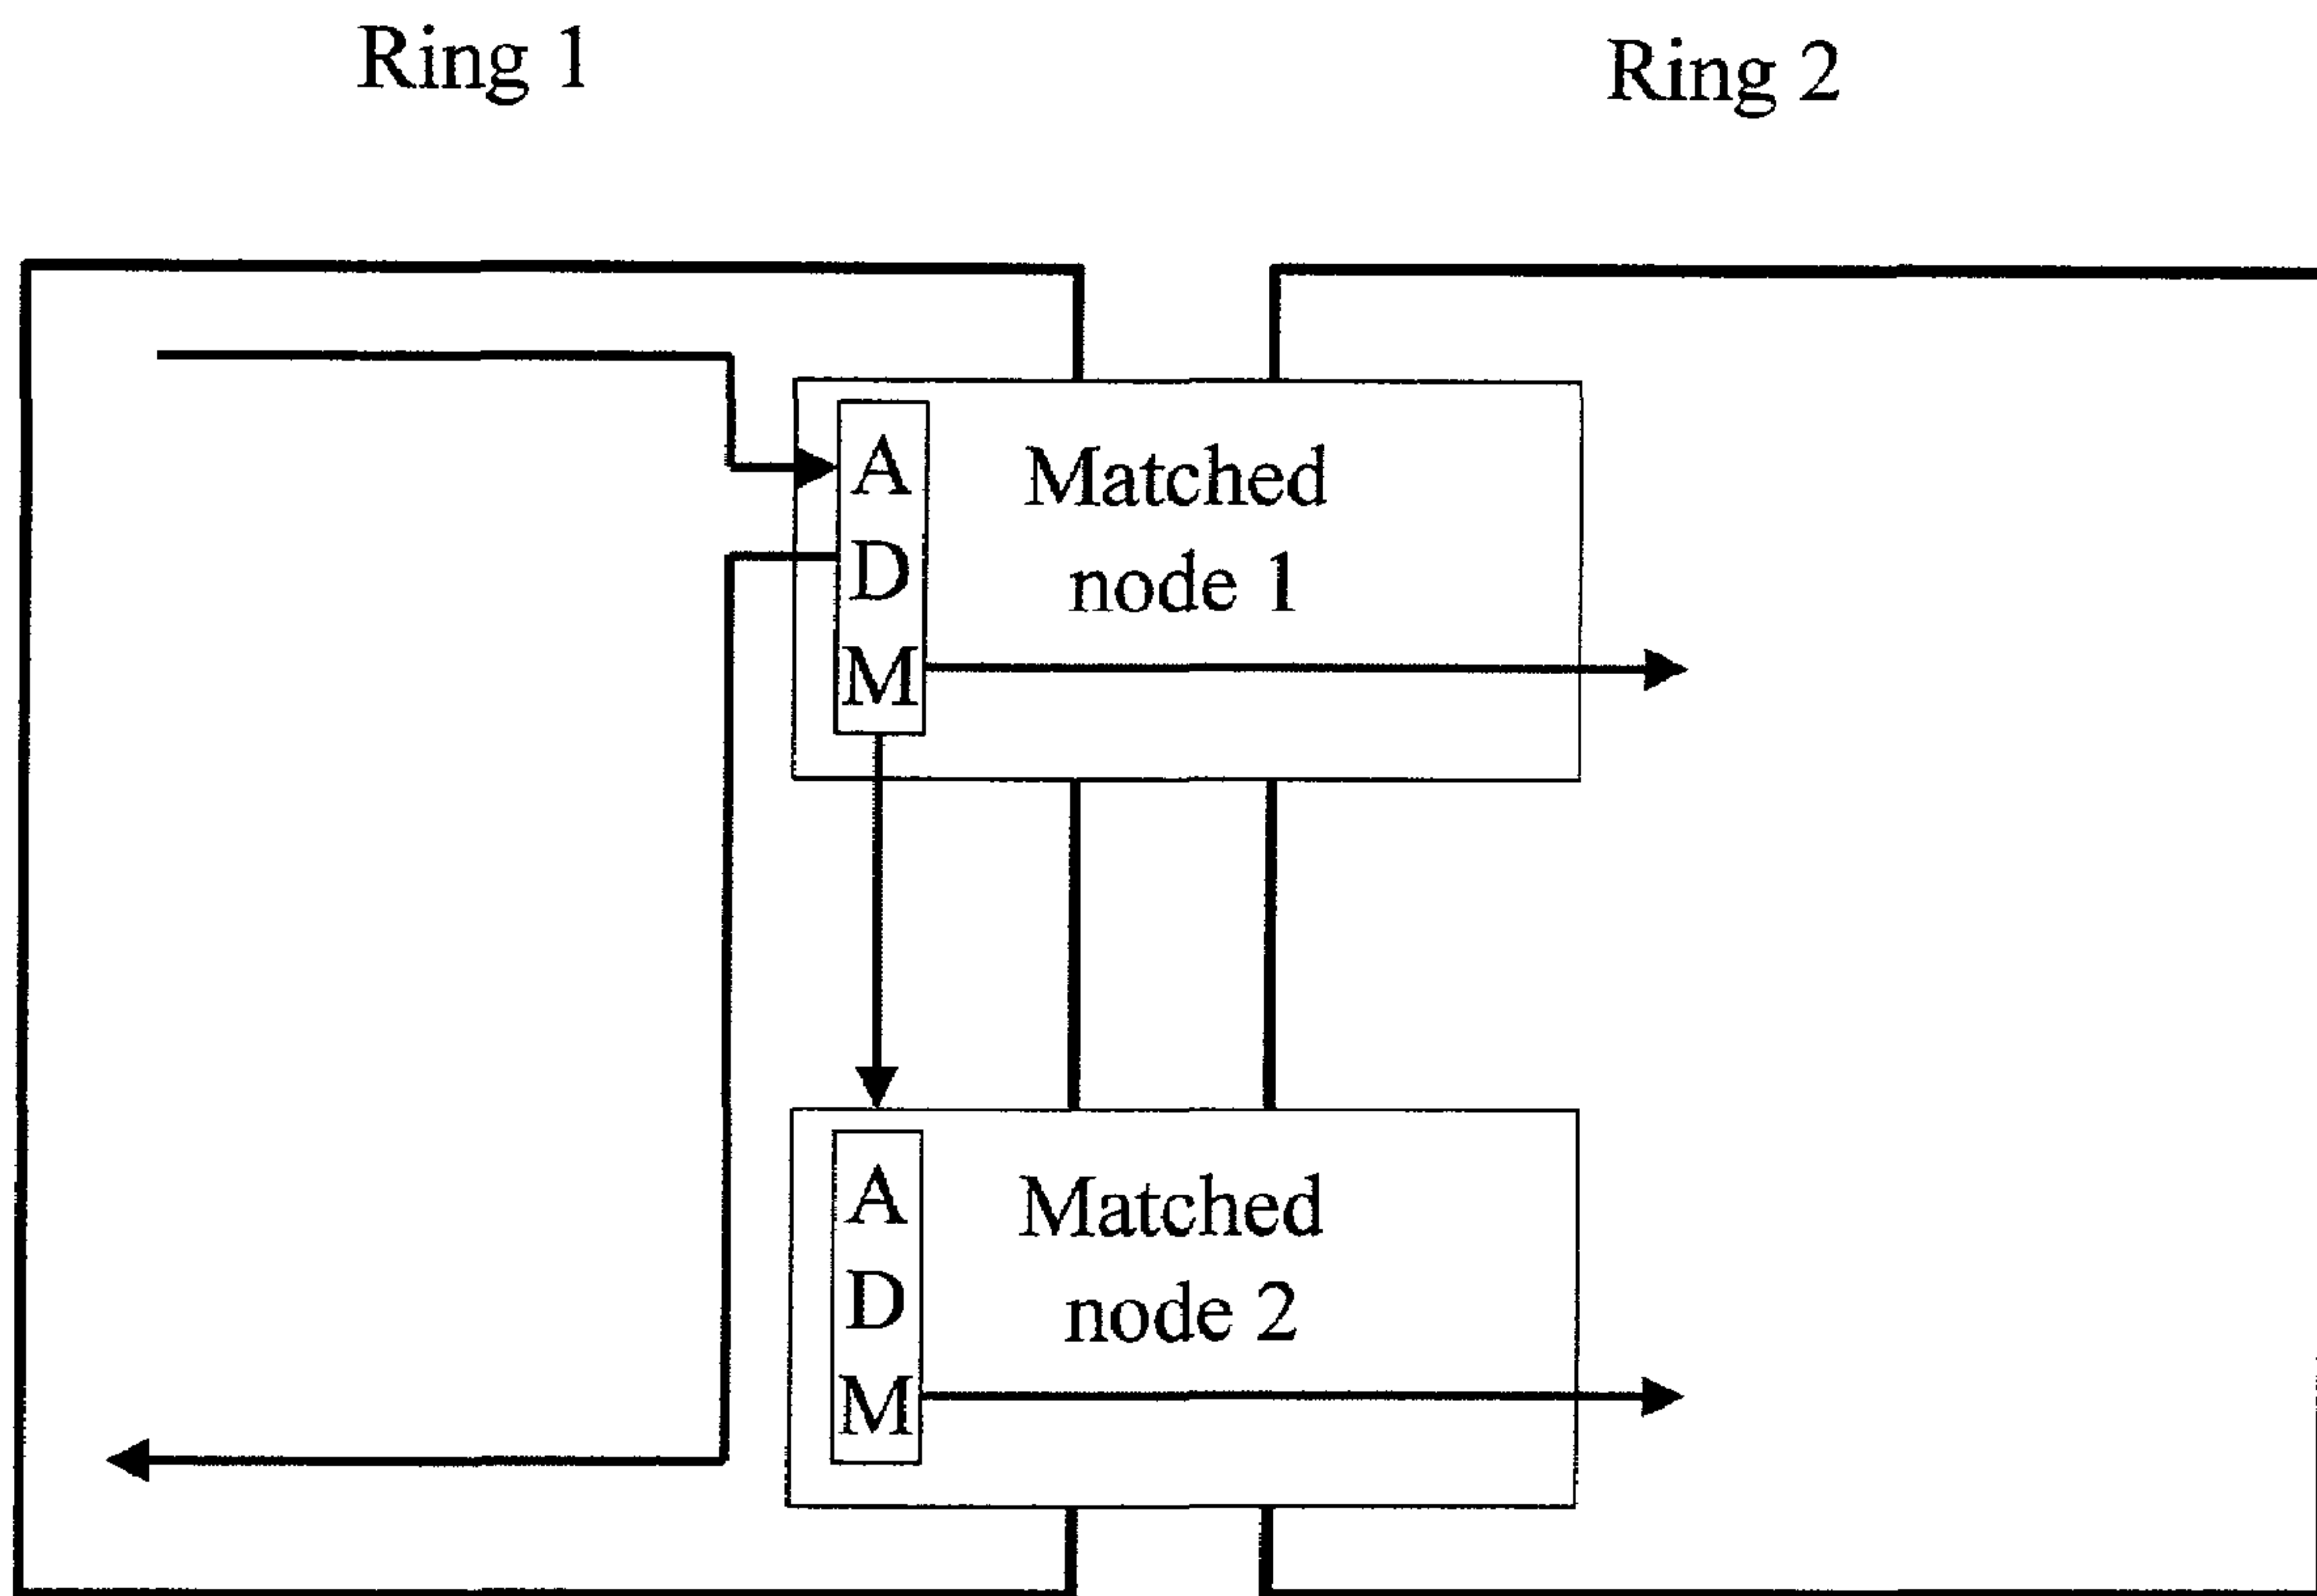 Ring 1
Ring 2
A
D
M
Matched
node 1
A
D
M
Matched
node 2